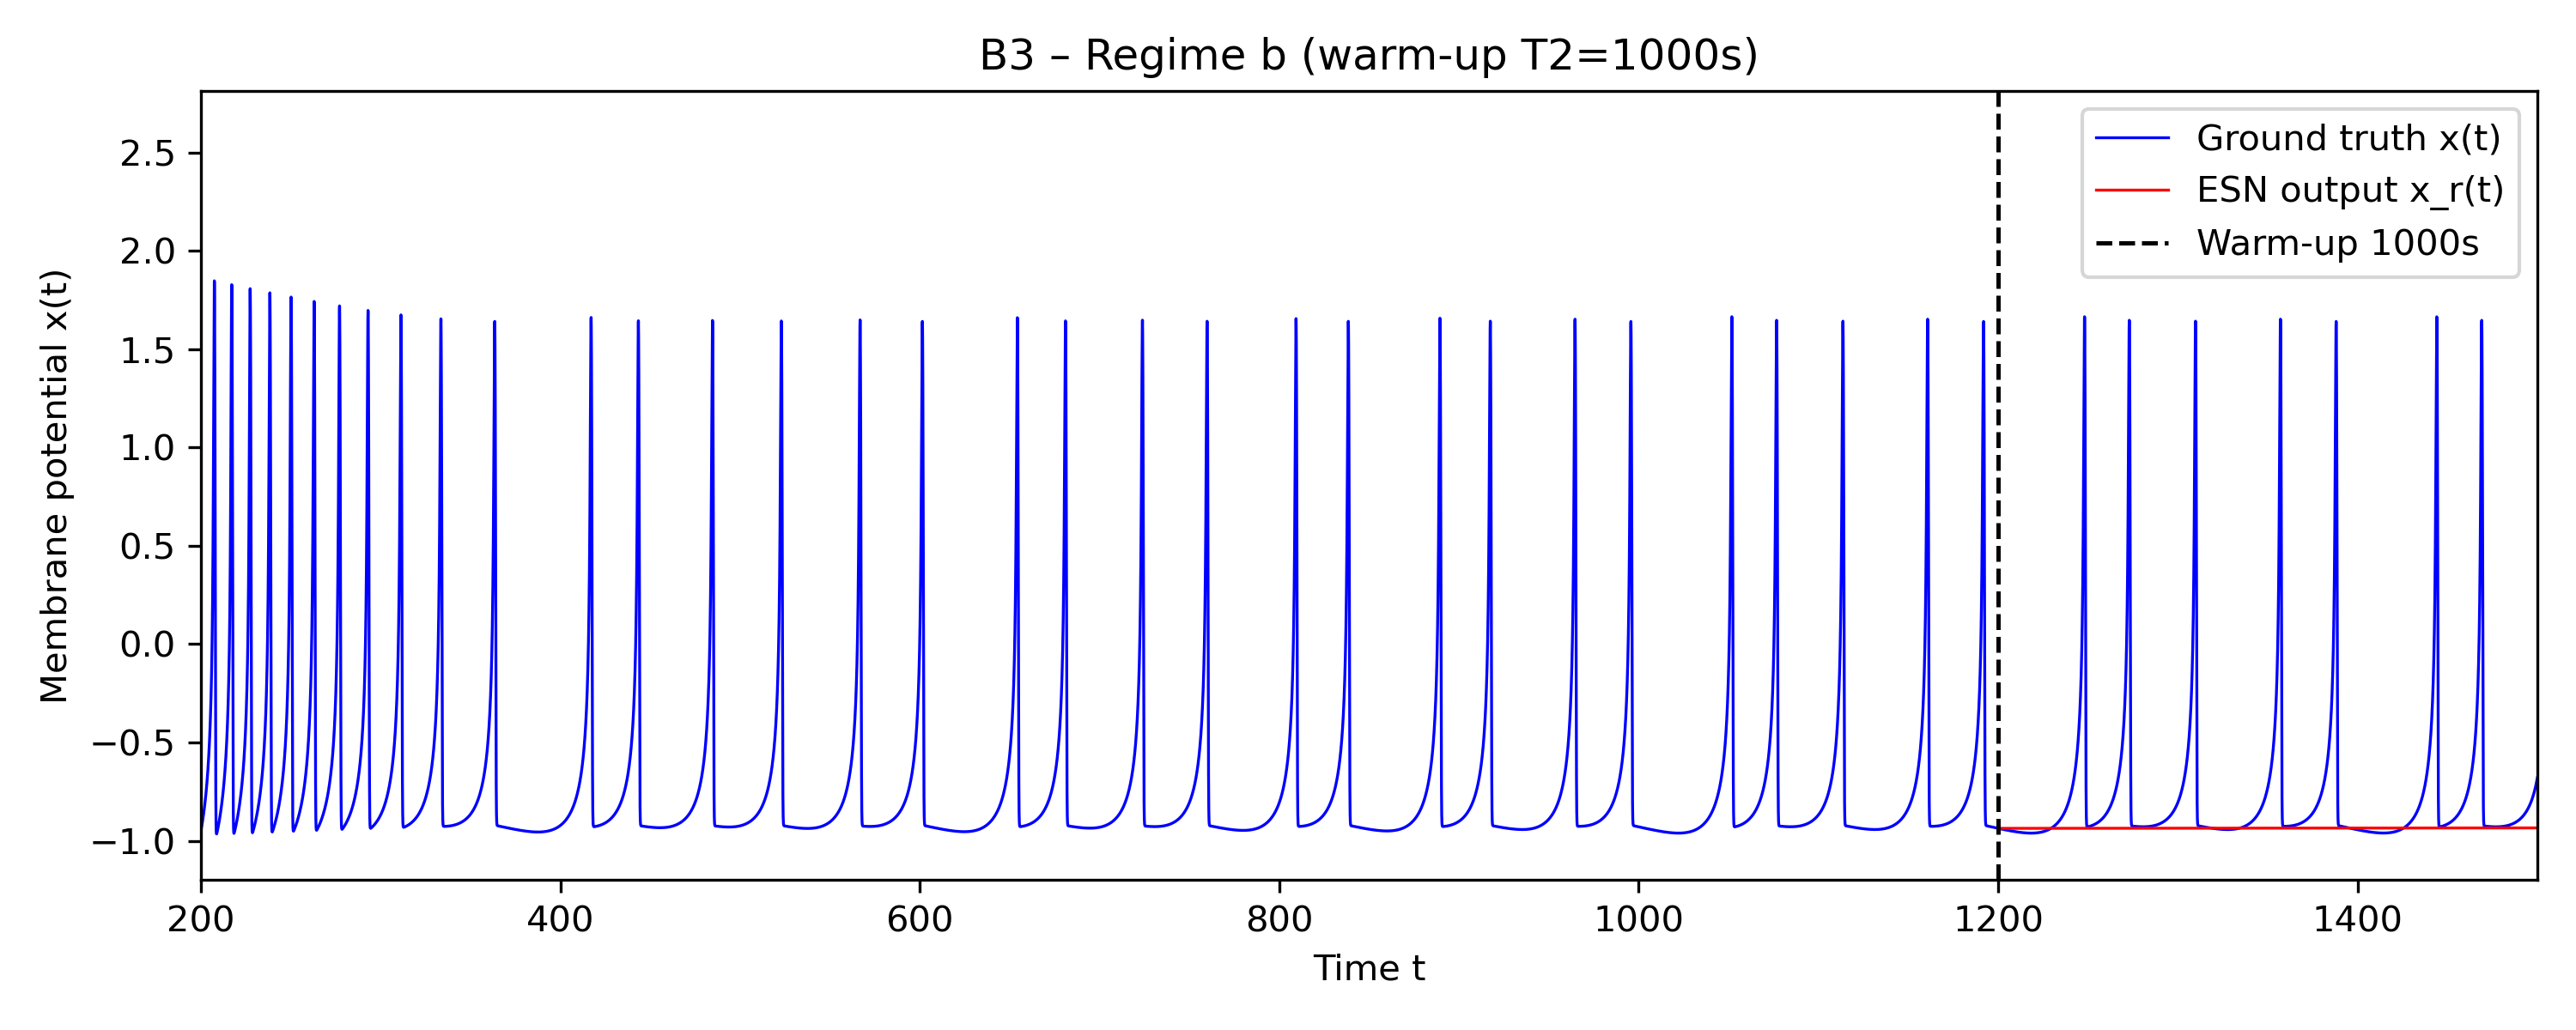 B3 – Regime b (warm-up T2=1000s)
Membrane potential x(t)
2.5
2.0
1.5
1.0
0.5
0.0
−0.5
−1.0
Ground truth x(t)
ESN output x_r(t)
Warm-up 1000s
200 400 600 800 1000 1200 1400
Time t